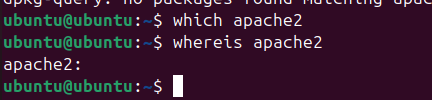 dpkg-query: no packages found matching apac
ubuntu@ubuntu:~$ which apache2
ubuntu@ubuntu:~$ whereis apache2
apache2:
ubuntu@ubuntu:~$